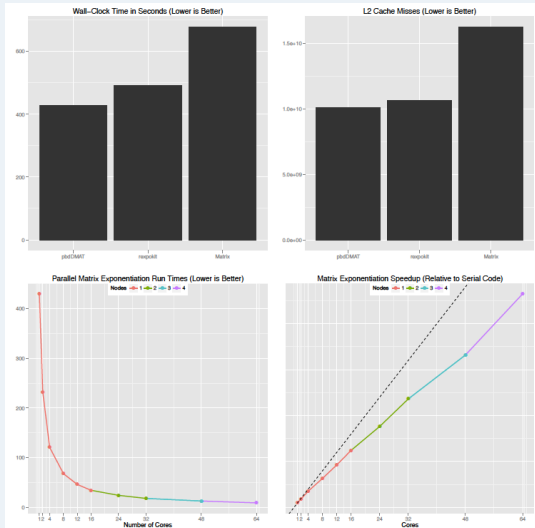 Wall-Clock Time in Seconds (Lower is Better)
600
400
200
0
pbdDMAT
rexpokit
Matrix
L2 Cache Misses (Lower is Better)
1.5e+10
1.0e+10
5.0e+09
0.0e+00
pbdDMAT
rexpokit
Matrix
Parallel Matrix Exponentiation Run Times (Lower is Better)
Nodes 1 2 3 4
400
300
200
100
0
1 2 4 8 12 16 24 32 48 64
Number of Cores
Matrix Exponentiation Speedup (Relative to Serial Code)
Nodes 1 2 3 4
1 2 4 8 12 16 24 32 48 64
Cores